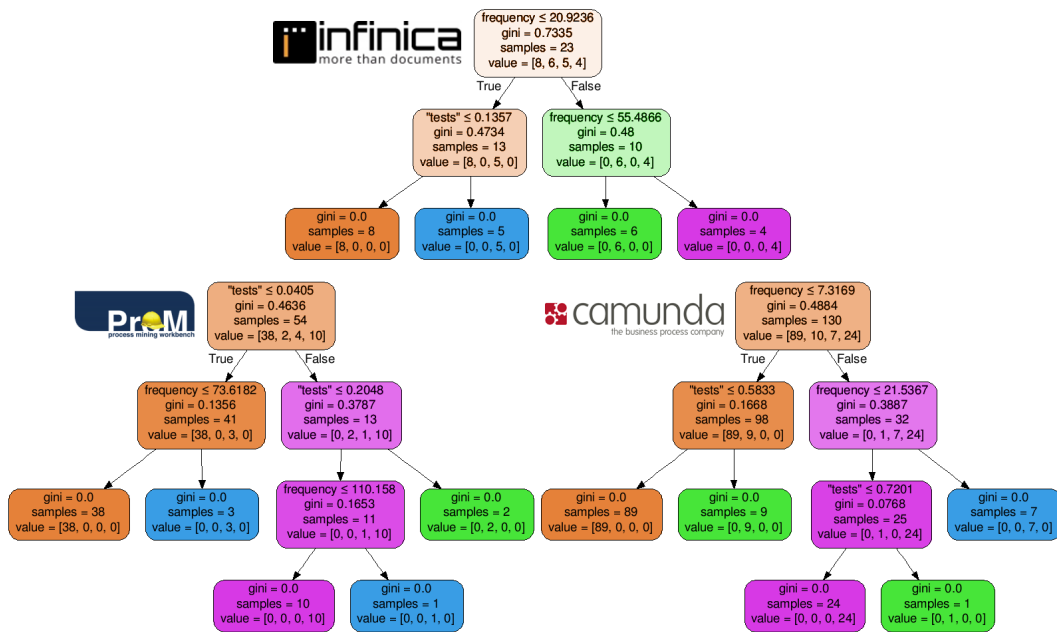 infinica
more than documents
frequency ≤ 20.9236
gini = 0.7335
samples = 23
value = [8, 6, 5, 4]
True
False
"tests" ≤ 0.1357
gini = 0.4734
samples = 13
value = [8, 0, 5, 0]
frequency ≤ 55.4866
gini = 0.48
samples = 10
value = [0, 6, 0, 4]
gini = 0.0
samples = 8
value = [8, 0, 0, 0]
gini = 0.0
samples = 5
value = [0, 0, 5, 0]
gini = 0.0
samples = 6
value = [0, 6, 0, 0]
gini = 0.0
samples = 4
value = [0, 0, 0, 4]
ProM
process mining workbench
"tests" ≤ 0.0405
gini = 0.4636
samples = 54
value = [38, 2, 4, 10]
True
False
frequency ≤ 73.6182
gini = 0.1356
samples = 41
value = [38, 0, 3, 0]
"tests" ≤ 0.2048
gini = 0.3787
samples = 13
value = [0, 2, 1, 10]
gini = 0.0
samples = 38
value = [38, 0, 0, 0]
gini = 0.0
samples = 3
value = [0, 0, 3, 0]
frequency ≤ 110.158
gini = 0.1653
samples = 11
value = [0, 0, 1, 10]
gini = 0.0
samples = 2
value = [0, 2, 0, 0]
gini = 0.0
samples = 10
value = [0, 0, 0, 10]
gini = 0.0
samples = 1
value = [0, 0, 1, 0]
camunda
the business process company
frequency ≤ 7.3169
gini = 0.4884
samples = 130
value = [89, 10, 7, 24]
True
False
"tests" ≤ 0.5833
gini = 0.1668
samples = 98
value = [89, 9, 0, 0]
frequency ≤ 21.5367
gini = 0.3887
samples = 32
value = [0, 1, 7, 24]
gini = 0.0
samples = 89
value = [89, 0, 0, 0]
gini = 0.0
samples = 9
value = [0, 9, 0, 0]
"tests" ≤ 0.7201
gini = 0.0768
samples = 25
value = [0, 1, 0, 24]
gini = 0.0
samples = 7
value = [0, 0, 7, 0]
gini = 0.0
samples = 24
value = [0, 0, 0, 24]
gini = 0.0
samples = 1
value = [0, 1, 0, 0]